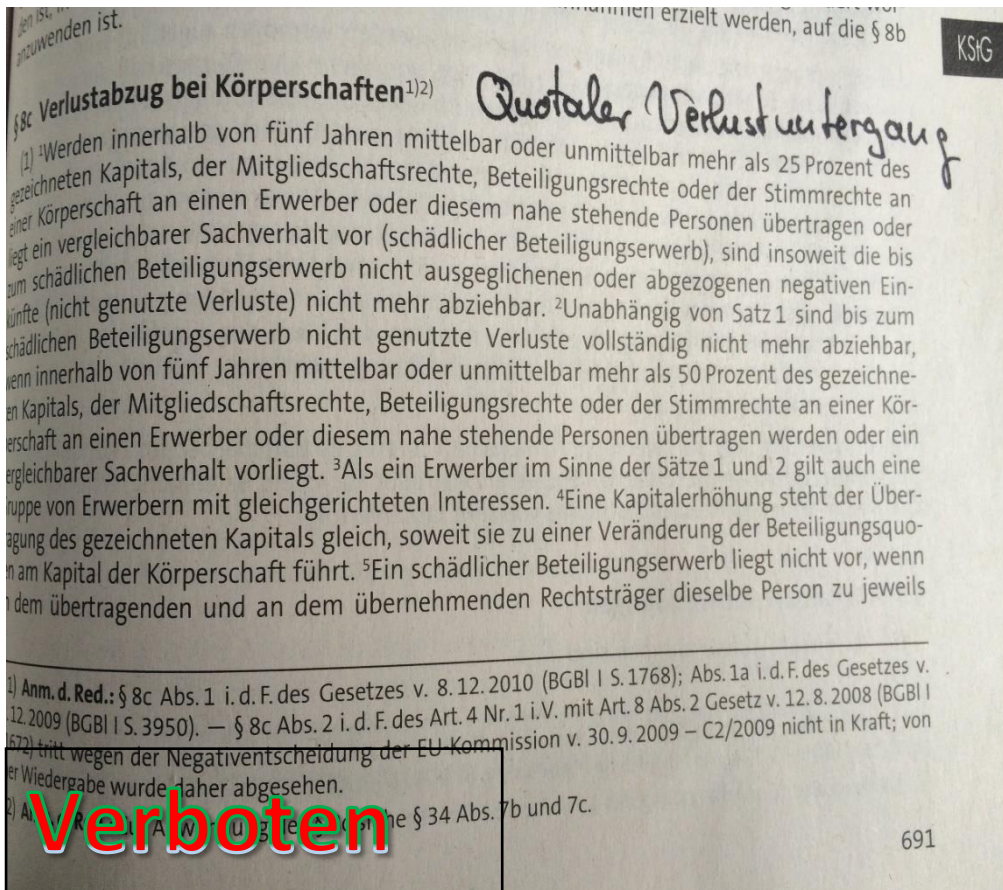 den ist,
anzuwenden ist.
erzielt werden, auf die § 8b
KStG
§ 8c Verlustabzug bei Körperschaften1)2)
Quotaler Verlustuntergang
(1) ¹Werden innerhalb von fünf Jahren mittelbar oder unmittelbar mehr als 25 Prozent des
gezeichneten Kapitals, der Mitgliedschaftsrechte, Beteiligungsrechte oder der Stimmrechte an
einer Körperschaft an einen Erwerber oder diesem nahe stehende Personen übertragen oder
liegt ein vergleichbarer Sachverhalt vor (schädlicher Beteiligungserwerb), sind insoweit die bis
zum schädlichen Beteiligungserwerb nicht ausgeglichenen oder abgezogenen negativen Ein-
künfte (nicht genutzte Verluste) nicht mehr abziehbar. ²Unabhängig von Satz 1 sind bis zum
schädlichen Beteiligungserwerb nicht genutzte Verluste vollständig nicht mehr abziehbar,
wenn innerhalb von fünf Jahren mittelbar oder unmittelbar mehr als 50 Prozent des gezeichne-
en Kapitals, der Mitgliedschaftsrechte, Beteiligungsrechte oder der Stimmrechte an einer Kör-
erschaft an einen Erwerber oder diesem nahe stehende Personen übertragen werden oder ein
ergleichbarer Sachverhalt vorliegt. ³Als ein Erwerber im Sinne der Sätze 1 und 2 gilt auch eine
ruppe von Erwerbern mit gleichgerichteten Interessen. ⁴Eine Kapitalerhöhung steht der Über-
agung des gezeichneten Kapitals gleich, soweit sie zu einer Veränderung der Beteiligungsquo-
n am Kapital der Körperschaft führt. ⁵Ein schädlicher Beteiligungserwerb liegt nicht vor, wenn
dem übertragenden und an dem übernehmenden Rechtsträger dieselbe Person zu jeweils
1) Anm. d. Red.: § 8c Abs. 1 i. d. F. des Gesetzes v. 8. 12. 2010 (BGBl I S. 1768); Abs. 1a i. d. F. des Gesetzes v.
.12. 2009 (BGBl I S. 3950). — § 8c Abs. 2 i. d. F. des Art. 4 Nr. 1 i. V. mit Art. 8 Abs. 2 Gesetz v. 12. 8. 2008 (BGBl I
1672) tritt wegen der Negativentscheidung der EU-Kommission v. 30. 9. 2009 – C2/2009 nicht in Kraft; von
er Wiedergabe wurde daher abgesehen.
2) § 34 Abs. 7b und 7c.
Verboten
691